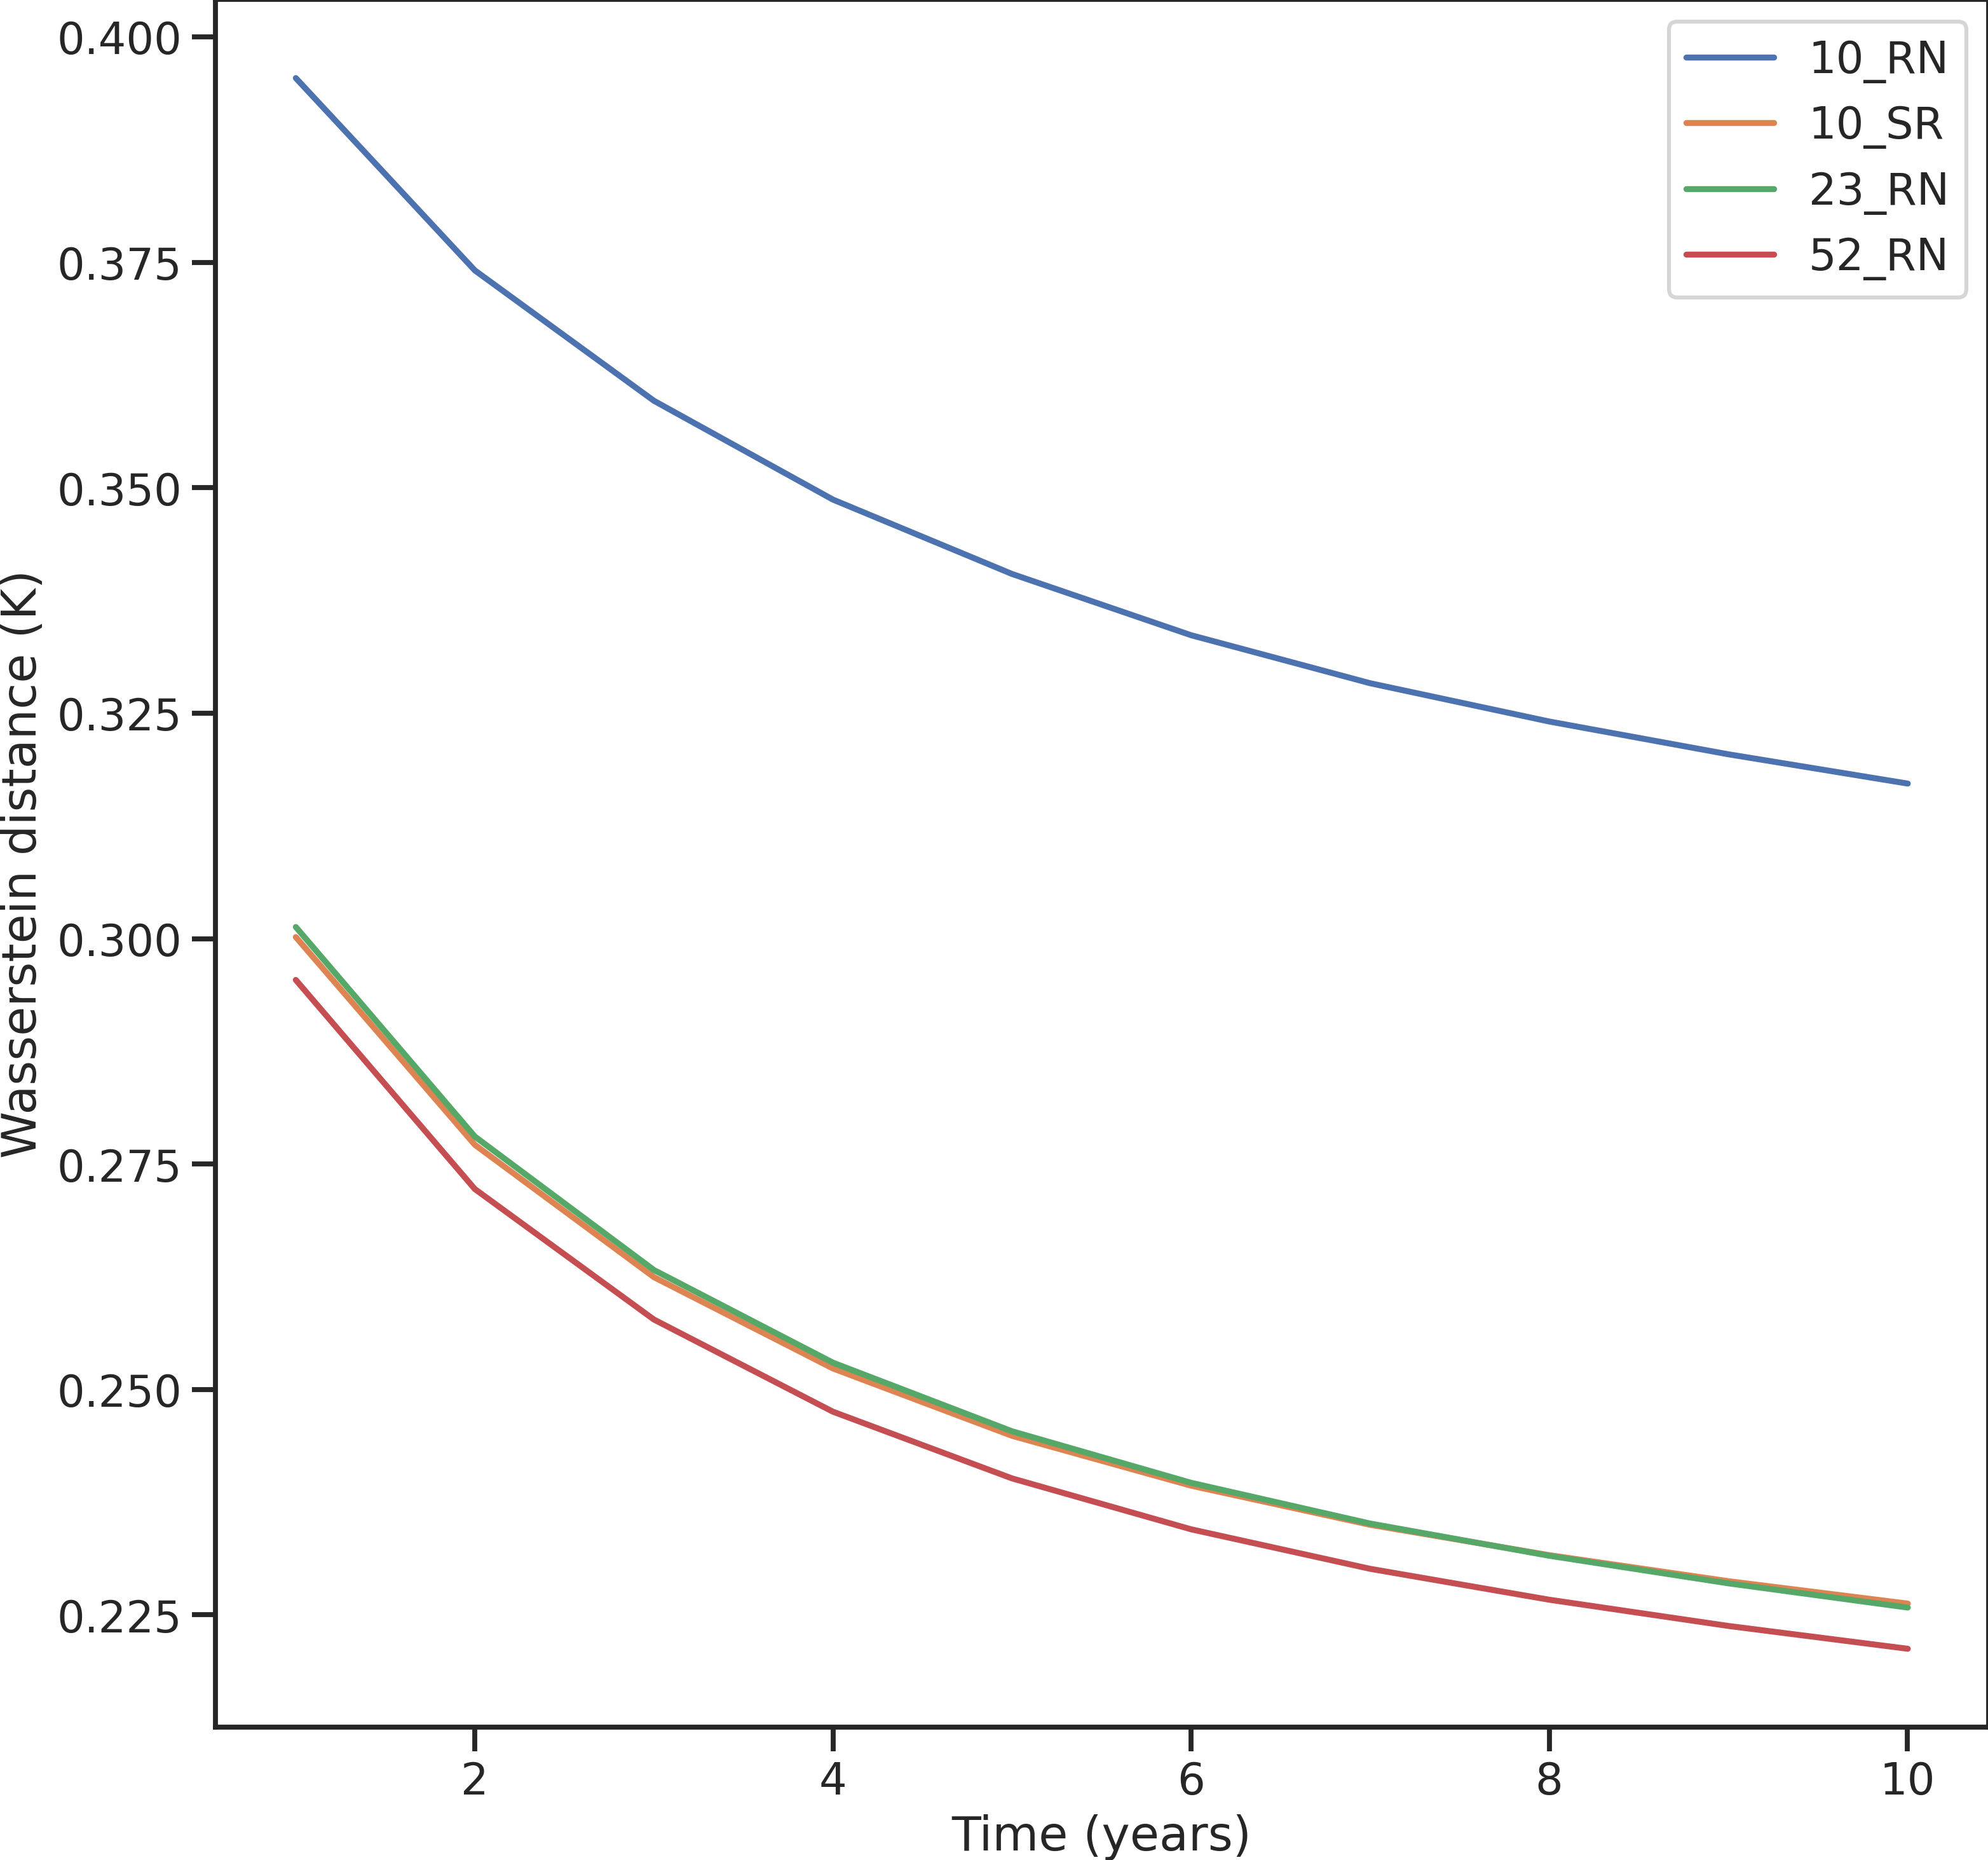 10_RN
10_SR
23_RN
52_RN
Wasserstein distance (K)
0.400
0.375
0.350
0.325
0.300
0.275
0.250
0.225
2 4 6 8 10
Time (years)